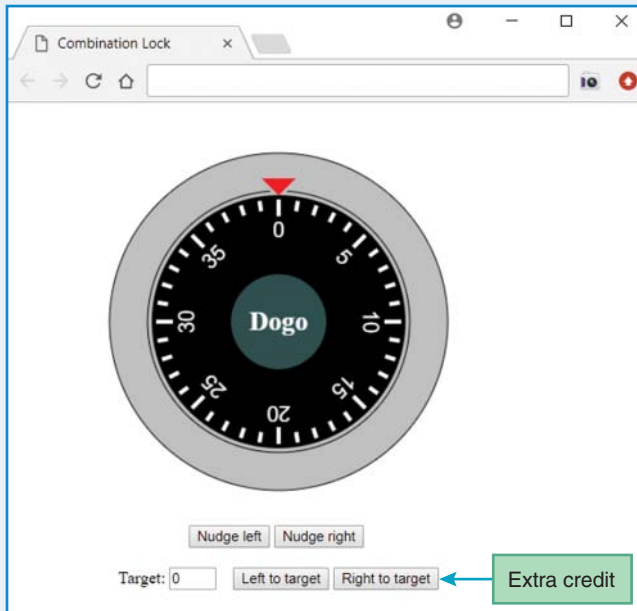 Combination Lock
0
5
10
15
20
25
30
35
Dogo
Nudge left Nudge right
Target: 0 Left to target Right to target
Extra credit